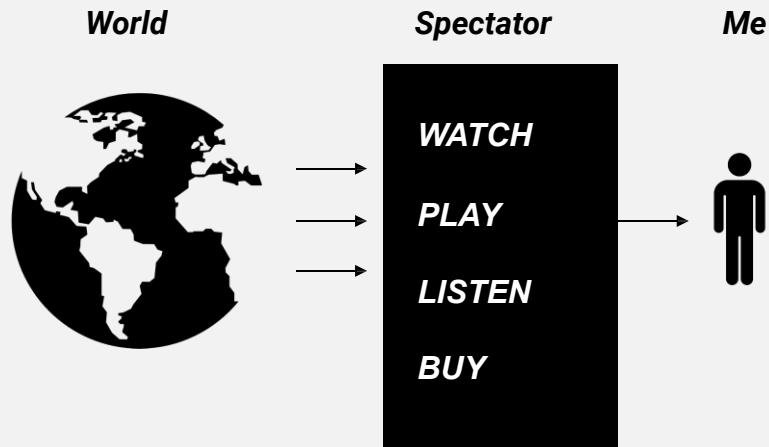 World
Spectator
Me
WATCH
PLAY
LISTEN
BUY